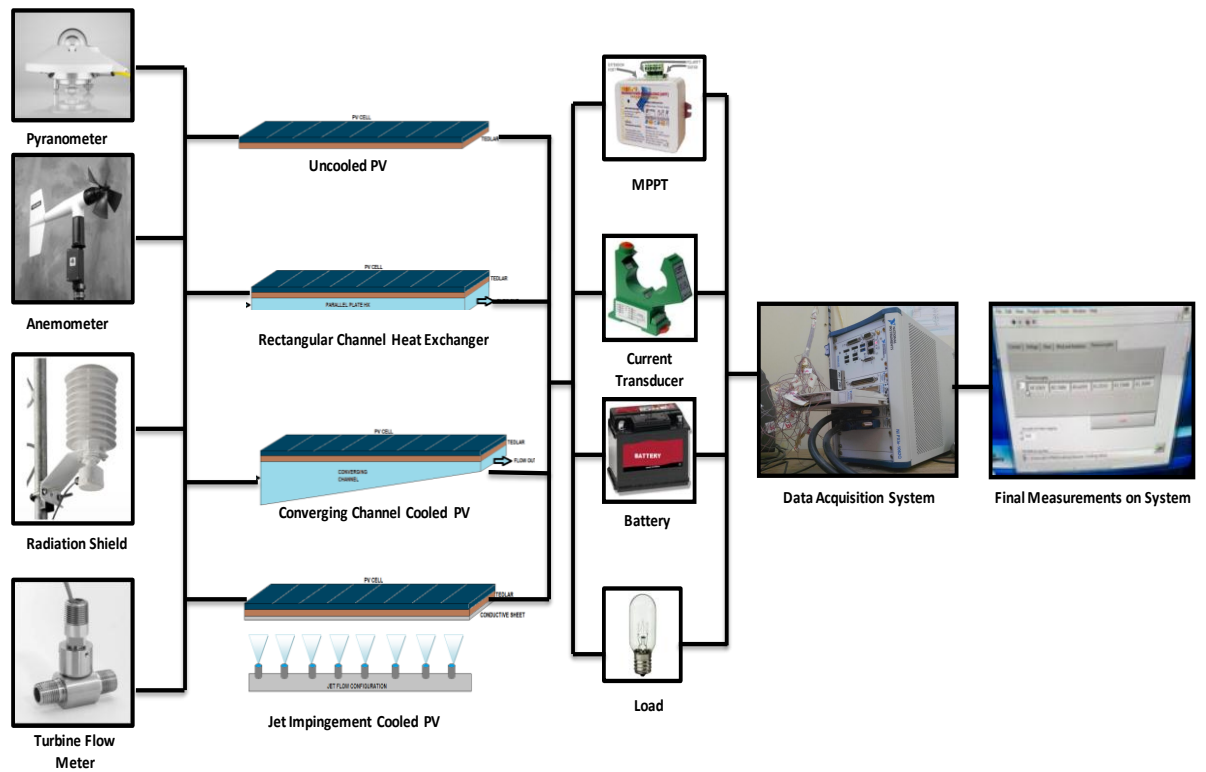 Pyranometer
Anemometer
Radiation Shield
Turbine Flow
Meter
PV CELL
TEDLAR
Uncooled PV
PV CELL
TEDLAR
PARALLEL PLATE HX
Rectangular Channel Heat Exchanger
PV CELL
TEDLAR
FLOW OUT
CONVERGING
CHANNEL
Converging Channel Cooled PV
PV CELL
TEDLAR
CONDUCTIVE SHEET
JET FLOW CONFIGURATION
Jet Impingement Cooled PV
MPPT
Current
Transducer
BATTERY
Battery
Load
Data Acquisition System
Final Measurements on System